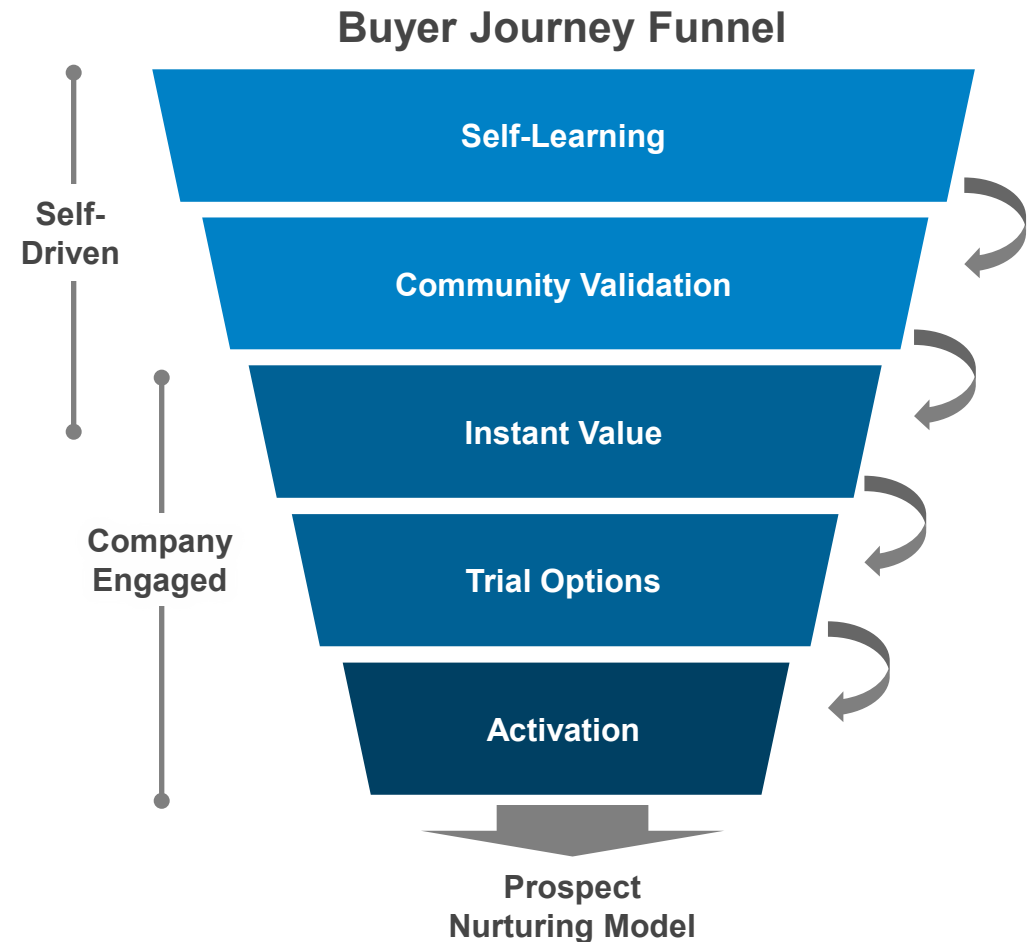 Buyer Journey Funnel
Self-Learning
Self-
Driven
Community Validation
Instant Value
Company
Engaged
Trial Options
Activation
Prospect
Nurturing Model